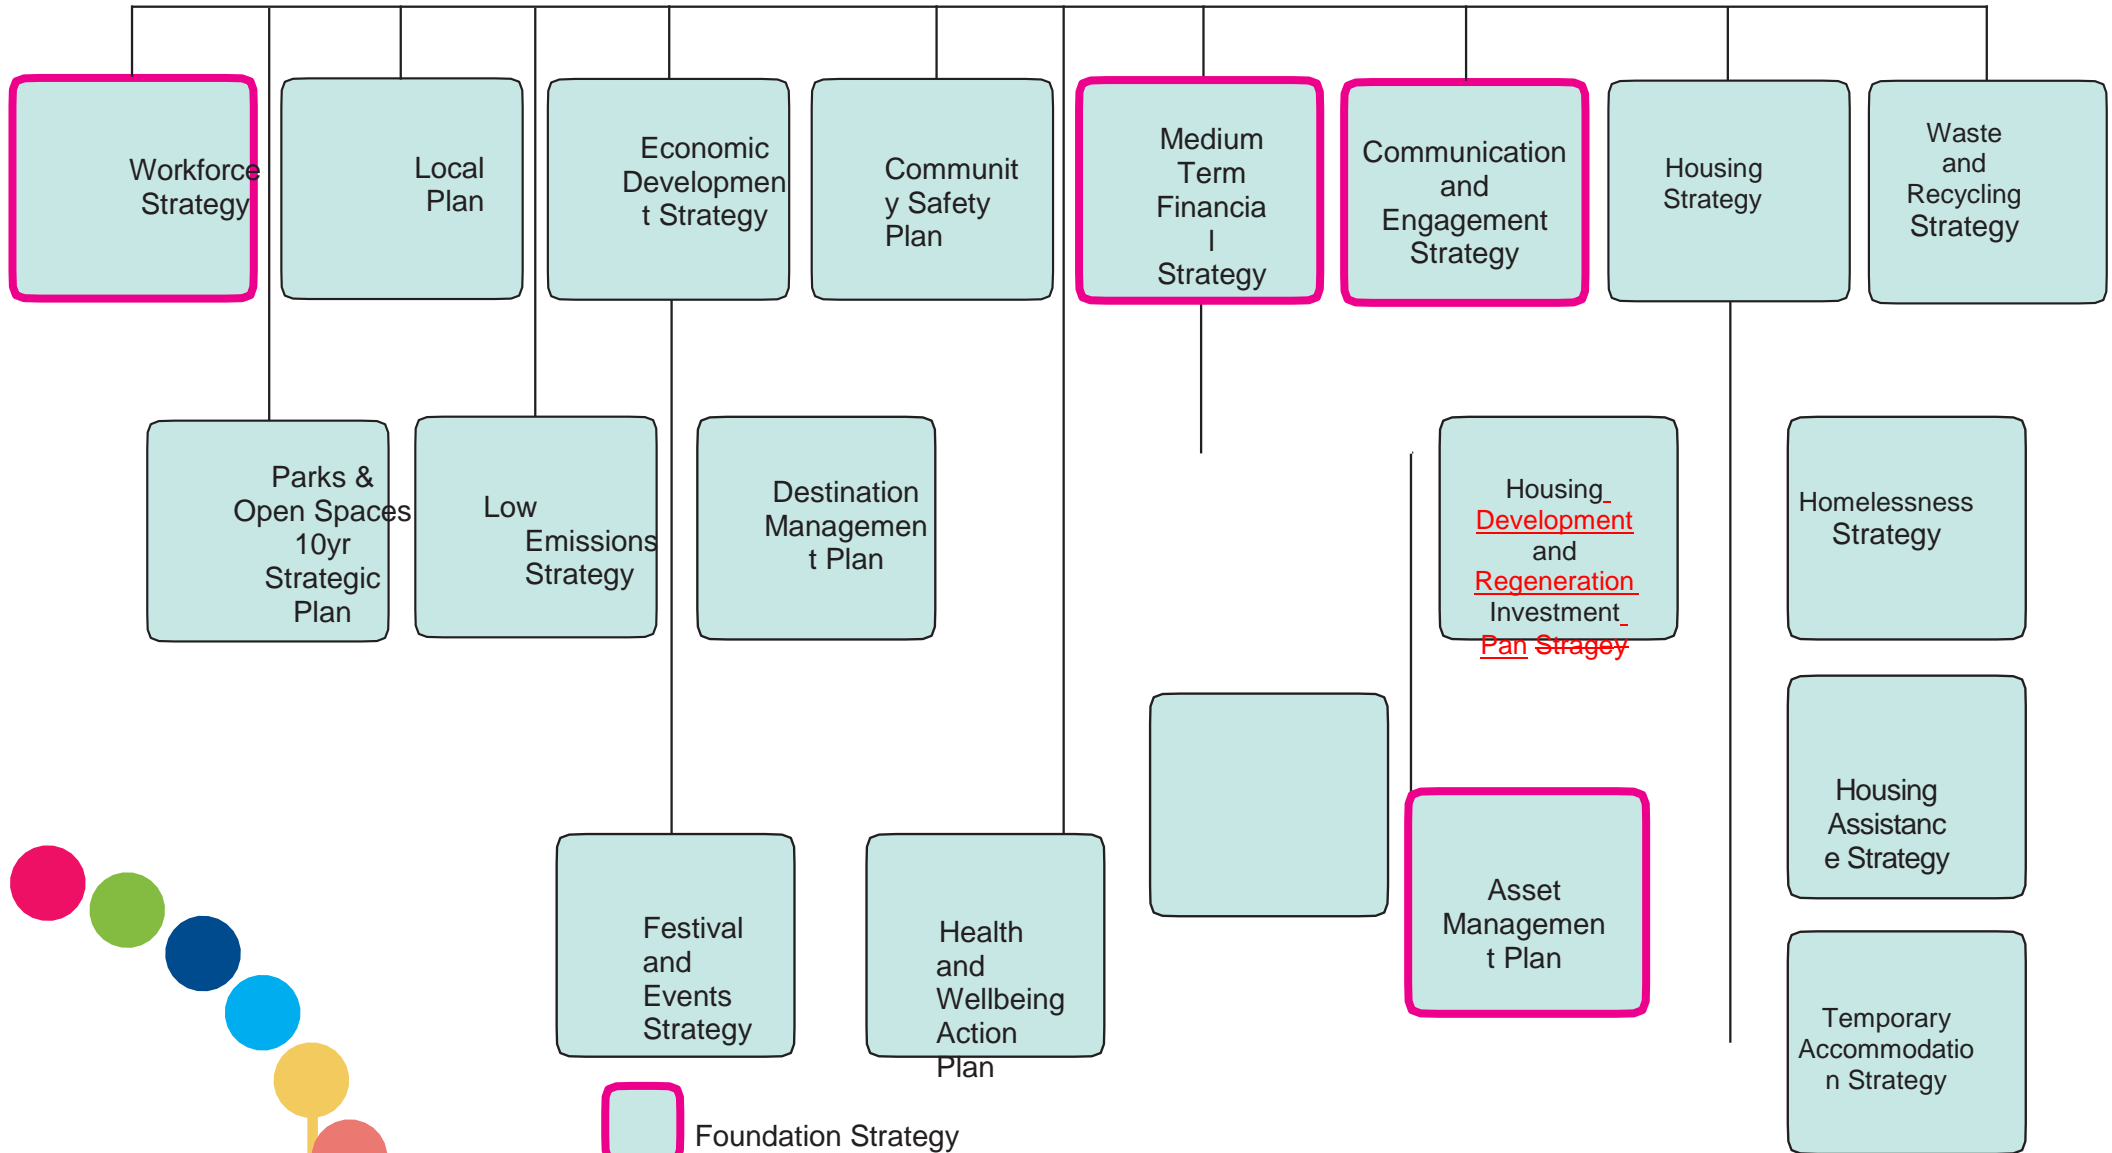 Workforce
Strategy
Local
Plan
Economic
Developmen
t Strategy
Communit
y Safety
Plan
Medium
Term
Financia
l
Strategy
Communication
and
Engagement
Strategy
Housing
Strategy
Waste
and
Recycling
Strategy
Parks &
Open Spaces
10yr
Strategic
Plan
Low
Emissions
Strategy
Destination
Managemen
t Plan
Housing
Development
and
Regeneration
Investment
Pan Stragey
Homelessness
Strategy
Housing
Assistanc
e Strategy
Festival
and
Events
Strategy
Health
and
Wellbeing
Action
Plan
Asset
Managemen
t Plan
Temporary
Accommodatio
n Strategy
Foundation Strategy